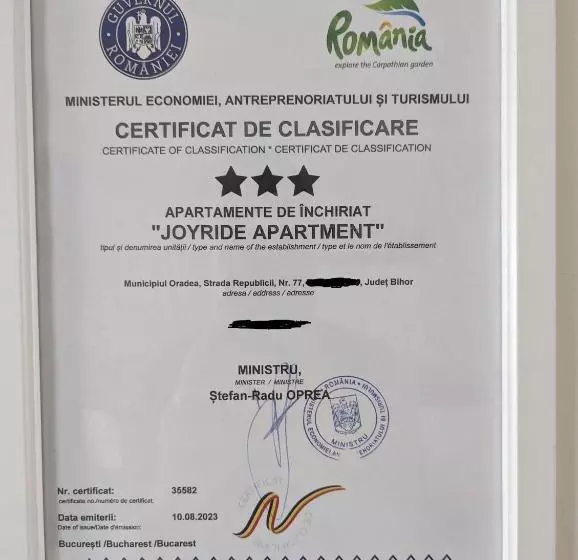 GUVERNUL ROMÂNIEI
România
explore the Carpathian garden
MINISTERUL ECONOMIEI, ANTREPRENORIATULUI ȘI TURISMULUI
CERTIFICAT DE CLASIFICARE
CERTIFICATE OF CLASSIFICATION * CERTIFICAT DE CLASSIFICATION
APARTAMENTE DE ÎNCHIRIAT
"JOYRIDE APARTMENT"
tipul și denumirea unității / type and name of the establishment / type et le nom de l'établissement
Municipiul Oradea, Strada Republicii, Nr. 77, , Județ Bihor
adresa / address / adresse
MINISTRU,
MINISTER / MINISTRE
Ștefan-Radu OPREA
ROMÂNIA
MINISTERUL ECONOMIEI
ȘI TURISMULUI
MINISTRU
Nr. certificat: 35582
certificate no./numéro de certificat:
Data emiterii: 10.08.2023
Date of issue/Date d'émission:
București /Bucharest /Bucarest